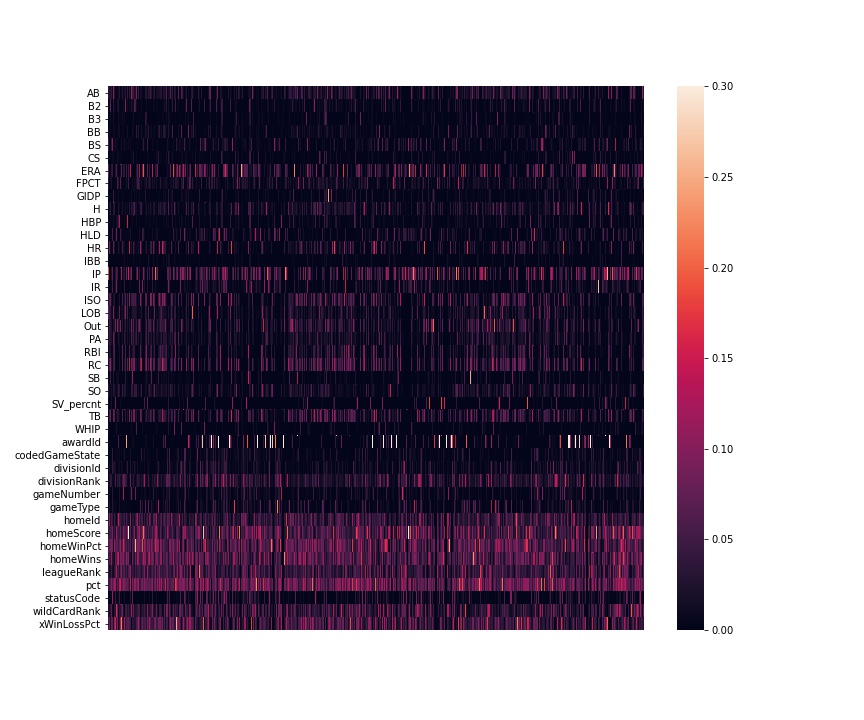 AB
B2
B3
BB
BS
CS
ERA
FPCT
GIDP
H
HBP
HLD
HR
IBB
IP
IR
ISO
LOB
Out
PA
RBI
RC
SB
SO
SV_percnt
TB
WHIP
awardId
codedGameState
divisionId
divisionRank
gameNumber
gameType
homeId
homeScore
homeWinPct
homeWins
leagueRank
pct
statusCode
wildCardRank
xWinLossPct
0.30
0.25
0.20
0.15
0.10
0.05
0.00